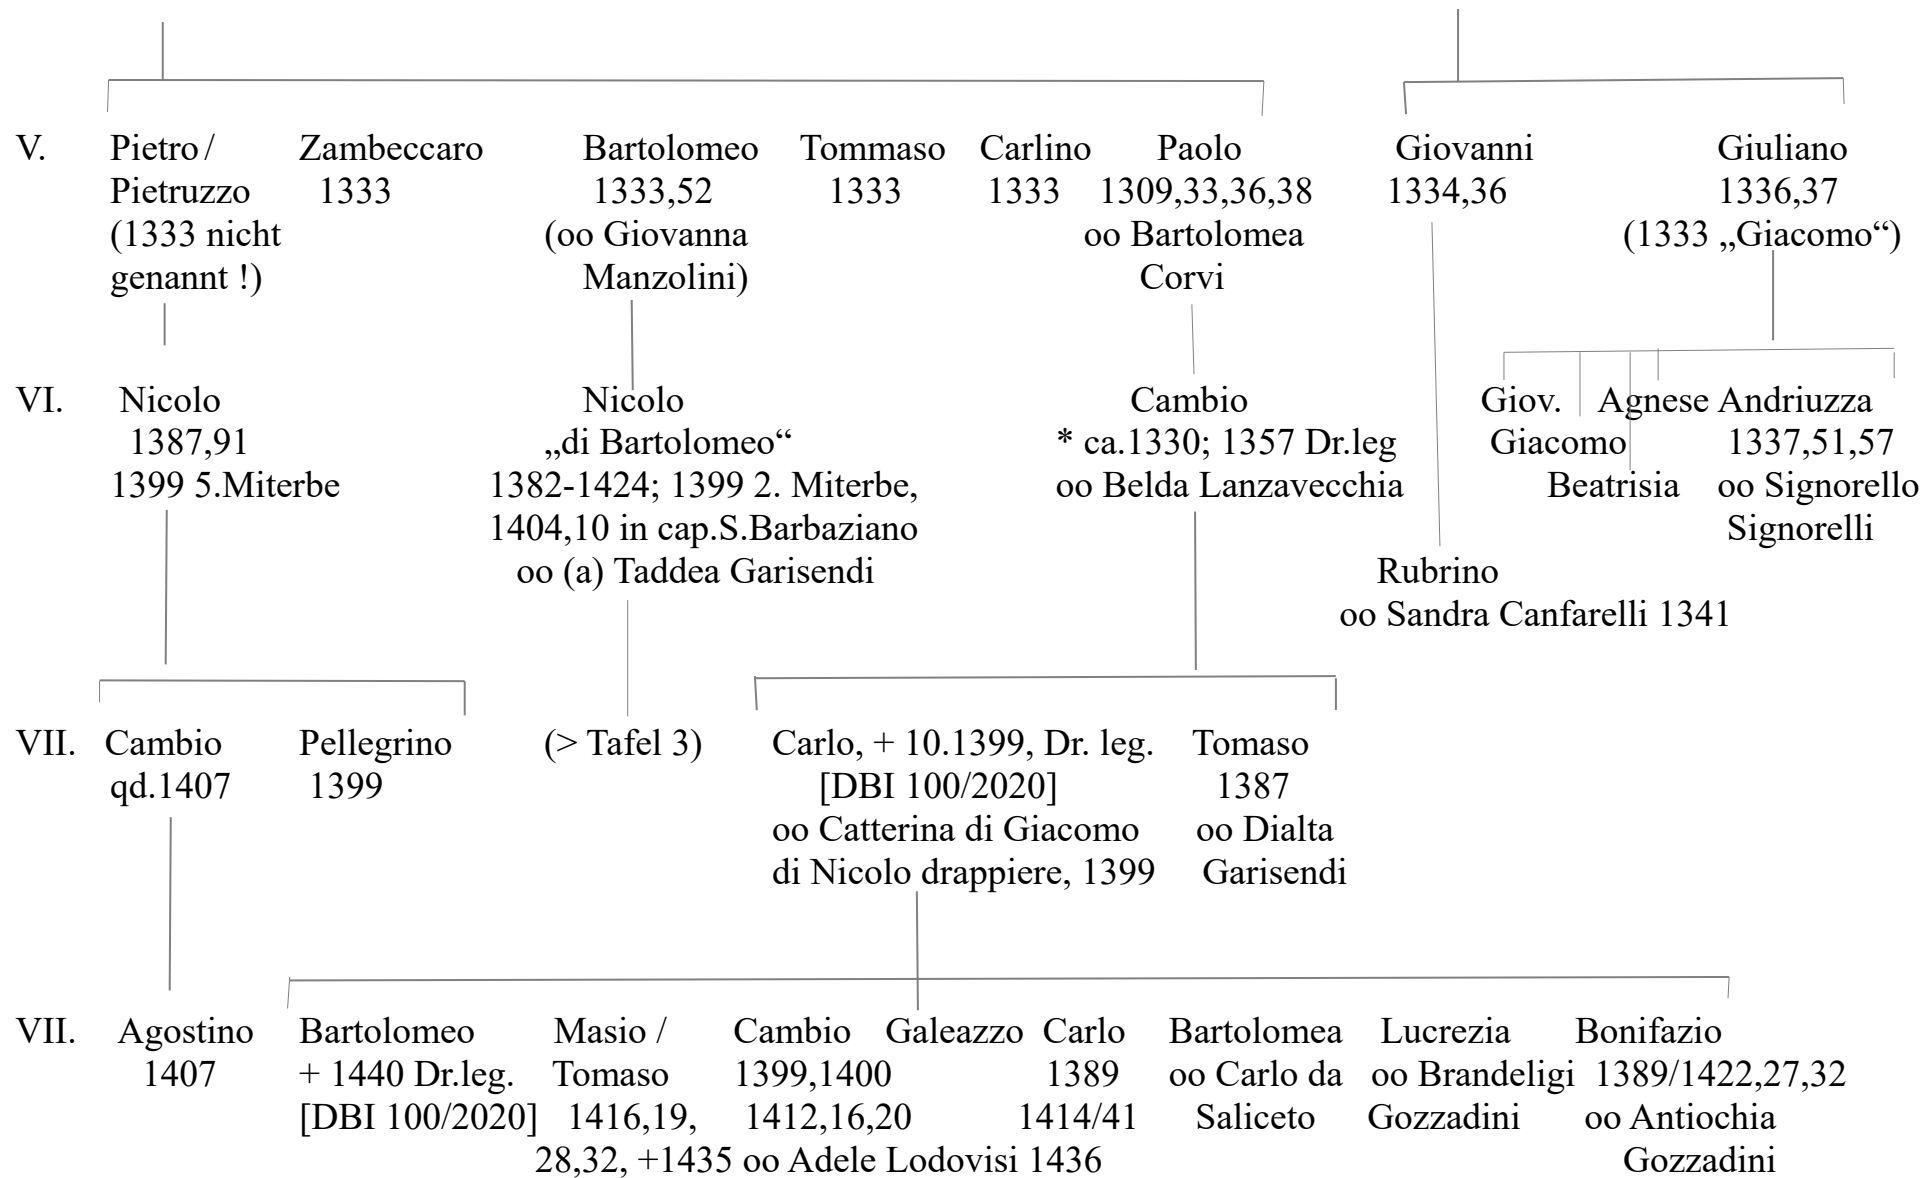 V. Pietro / Zambeccaro Bartolomeo Tommaso Carlino Paolo Giovanni Giuliano
Pietruzzo 1333 1333,52 1333 1333 1309,33,36,38 1334,36 1336,37
(1333 nicht (oo Giovanna oo Bartolomea (1333 „Giacomo“)
genannt !) Manzolini) Corvi
VI. Nicolo Nicolo Cambio Giov. Agnese Andriuzza
1387,91 „di Bartolomeo“ * ca.1330; 1357 Dr.leg Giacomo 1337,51,57
1399 5.Miterbe 1382-1424; 1399 2. Miterbe, oo Belda Lanzavecchia Beatrisia oo Signorello
1404,10 in cap.S.Barbaziano Signorelli
oo (a) Taddea Garisendi Rubrino
oo Sandra Canfarelli 1341
VII. Cambio Pellegrino (> Tafel 3) Carlo, + 10.1399, Dr. leg. Tomaso
qd.1407 1399 [DBI 100/2020] 1387
oo Catterina di Giacomo oo Dialta
di Nicolo drappiere, 1399 Garisendi
VII. Agostino Bartolomeo Masio / Cambio Galeazzo Carlo Bartolomea Lucrezia Bonifazio
1407 + 1440 Dr.leg. Tomaso 1399,1400 1389 oo Carlo da oo Brandeligi 1389/1422,27,32
[DBI 100/2020] 1416,19, 1412,16,20 1414/41 Saliceto Gozzadini oo Antiochia
28,32, +1435 oo Adele Lodovisi 1436 Gozzadini